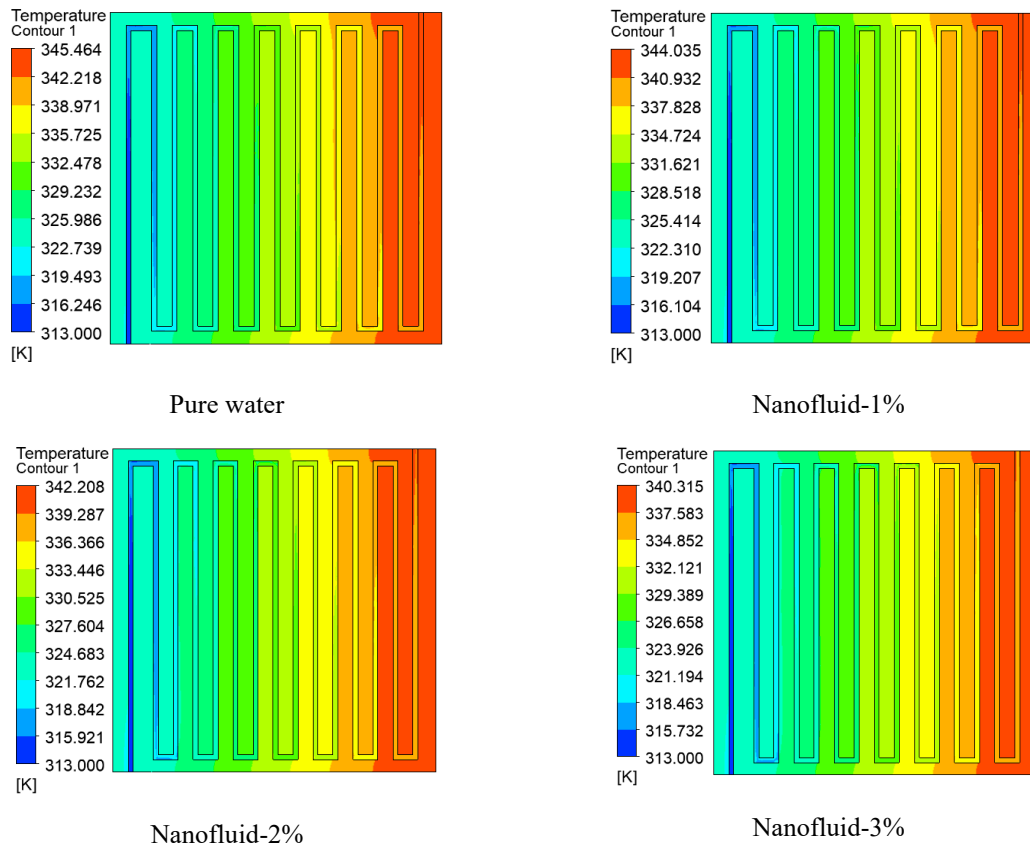 Temperature
Contour 1
345.464
342.218
338.971
335.725
332.478
329.232
325.986
322.739
319.493
316.246
313.000
[K]
Pure water
Temperature
Contour 1
344.035
340.932
337.828
334.724
331.621
328.518
325.414
322.310
319.207
316.104
313.000
[K]
Nanofluid-1%
Temperature
Contour 1
342.208
339.287
336.366
333.446
330.525
327.604
324.683
321.762
318.842
315.921
313.000
[K]
Nanofluid-2%
Temperature
Contour 1
340.315
337.583
334.852
332.121
329.389
326.658
323.926
321.194
318.463
315.732
313.000
[K]
Nanofluid-3%